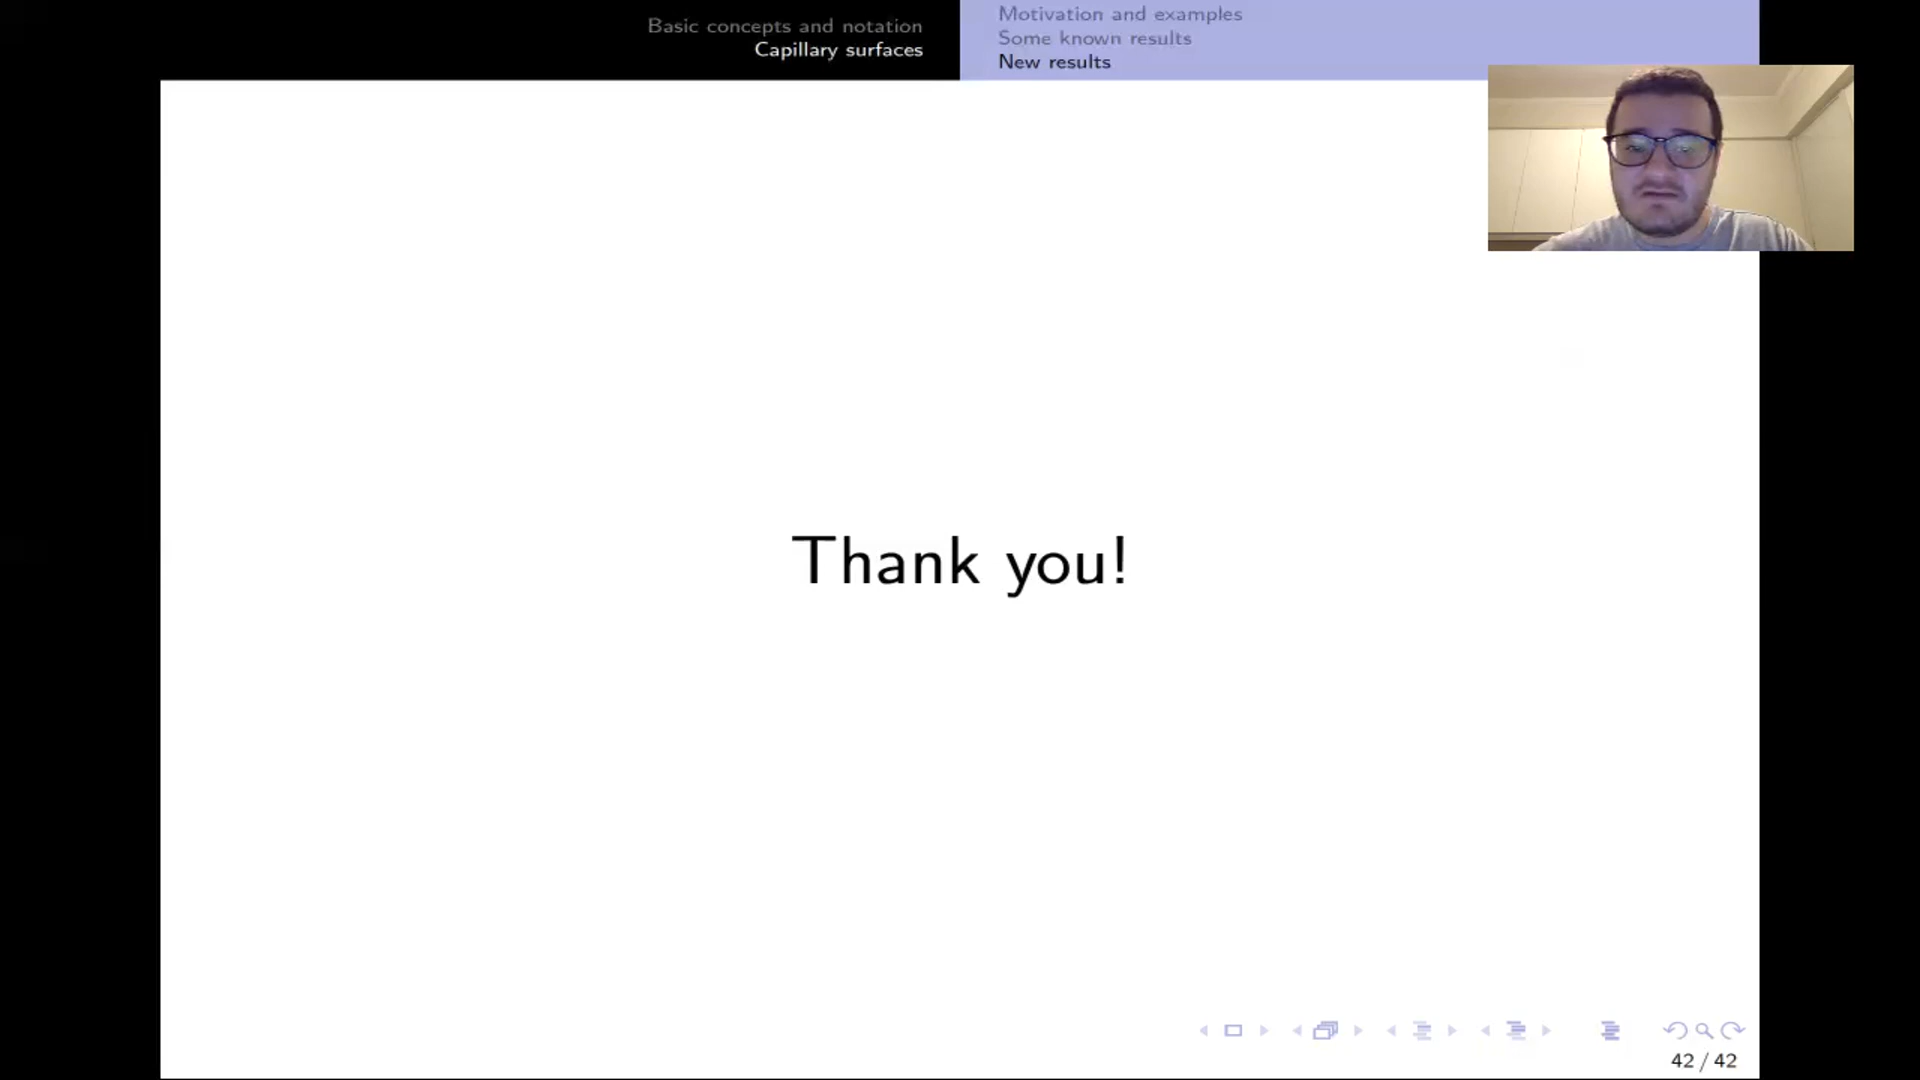 Basic concepts and notation
Capillary surfaces
Motivation and examples
Some known results
New results
Thank you!
42 / 42